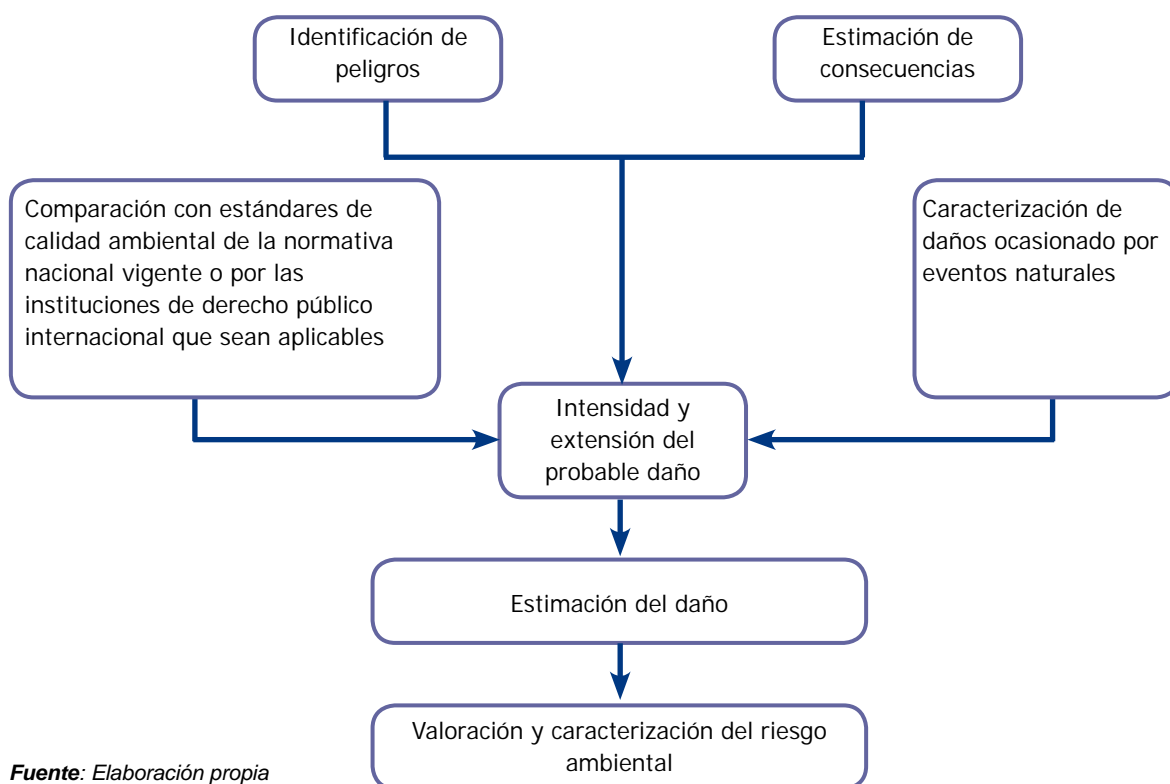 Identificación de
peligros
Estimación de
consecuencias
Comparación con estándares de
calidad ambiental de la normativa
nacional vigente o por las
instituciones de derecho público
internacional que sean aplicables
Caracterización de
daños ocasionado por
eventos naturales
Intensidad y
extensión del
probable daño
Estimación del daño
Valoración y caracterización del riesgo
ambiental
Fuente: Elaboración propia